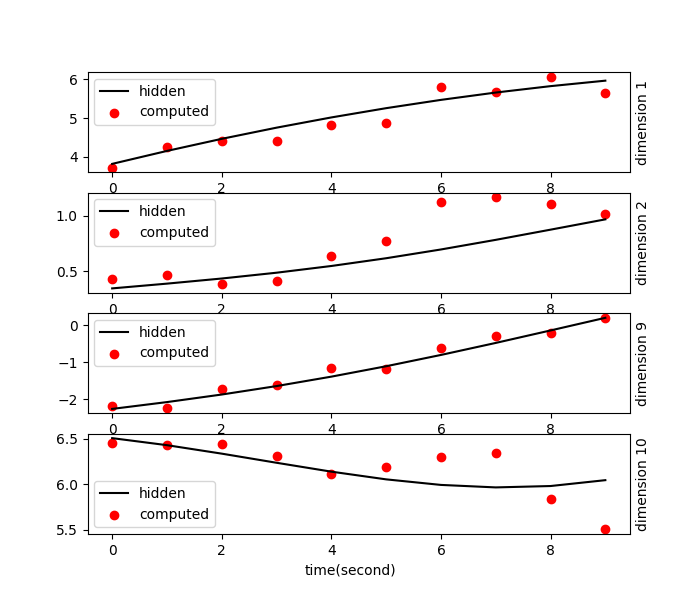 6
5
4
hidden
computed
0 2 4 6 8
dimension 1
1.0
0.5
hidden
computed
0 2 4 6 8
dimension 2
0
−1
−2
hidden
computed
0 2 4 6 8
dimension 9
6.5
6.0
5.5
hidden
computed
0 2 4 6 8
dimension 10
time(second)